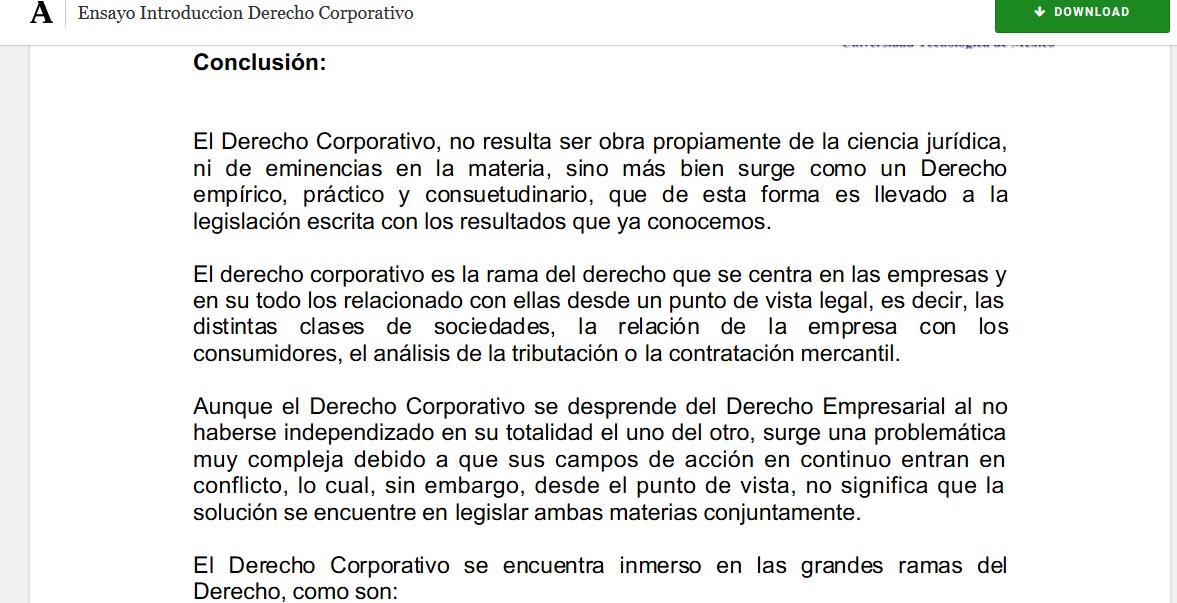 A
Ensayo Introduccion Derecho Corporativo
DOWNLOAD
Universidad Tecnológica de México
Conclusión:
El Derecho Corporativo, no resulta ser obra propiamente de la ciencia jurídica,
ni de eminencias en la materia, sino más bien surge como un Derecho
empírico, práctico y consuetudinario, que de esta forma es llevado a la
legislación escrita con los resultados que ya conocemos.
El derecho corporativo es la rama del derecho que se centra en las empresas y
en su todo los relacionado con ellas desde un punto de vista legal, es decir, las
distintas clases de sociedades, la relación de la empresa con los
consumidores, el análisis de la tributación o la contratación mercantil.
Aunque el Derecho Corporativo se desprende del Derecho Empresarial al no
haberse independizado en su totalidad el uno del otro, surge una problemática
muy compleja debido a que sus campos de acción en continuo entran en
conflicto, lo cual, sin embargo, desde el punto de vista, no significa que la
solución se encuentre en legislar ambas materias conjuntamente.
El Derecho Corporativo se encuentra inmerso en las grandes ramas del
Derecho, como son: